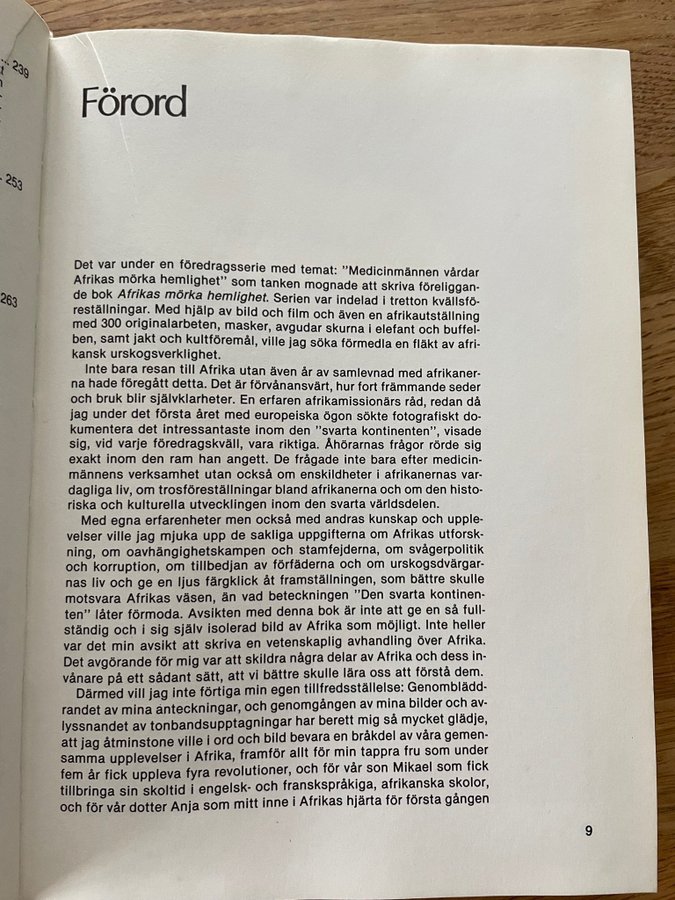 239
253
263
Förord
Det var under en föredragsserie med temat: "Medicinmännen vårdar
Afrikas mörka hemlighet" som tanken mognade att skriva föreliggan-
de bok Afrikas mörka hemlighet. Serien var indelad i tretton kvällsfö-
reställningar. Med hjälp av bild och film och även en afrikautställning
med 300 originalarbeten, masker, avgudar skurna i elefant och buffel-
ben, samt jakt och kultföremål, ville jag söka förmedla en fläkt av afri-
kansk urskogsverklighet.
Inte bara resan till Afrika utan även år av samlevnad med afrikaner-
na hade föregått detta. Det är förvånansvärt, hur fort främmande seder
och bruk blir självklarheter. En erfaren afrikamissionärs råd, redan då
jag under det första året med europeiska ögon sökte fotografiskt do-
kumentera det intressantaste inom den "svarta kontinenten", visade
sig, vid varje föredragskväll, vara riktiga. Åhörarnas frågor rörde sig
exakt inom den ram han angett. De frågade inte bara efter medicin-
männens verksamhet utan också om enskildheter i afrikanernas var-
dagliga liv, om trosföreställningar bland afrikanerna och om den histo-
riska och kulturella utvecklingen inom den svarta världsdelen.
Med egna erfarenheter men också med andras kunskap och upple-
velser ville jag mjuka upp de sakliga uppgifterna om Afrikas utforsk-
ning, om oavhängighetskampen och stamfejderna, om svågerpolitik
och korruption, om tillbedjan av förfäderna och om urskogsdvärgar-
nas liv och ge en ljus färgklick åt framställningen, som bättre skulle
motsvara Afrikas väsen, än vad beteckningen "Den svarta kontinen-
ten" låter förmoda. Avsikten med denna bok är inte att ge en så full-
ständig och i sig själv isolerad bild av Afrika som möjligt. Inte heller
var det min avsikt att skriva en vetenskaplig avhandling över Afrika.
Det avgörande för mig var att skildra några delar av Afrika och dess in-
vånare på ett sådant sätt, att vi bättre skulle lära oss att förstå dem.
Därmed vill jag inte förtiga min egen tillfredsställelse: Genombladd-
randet av mina anteckningar, och genomgången av mina bilder och av-
lyssnandet av tonbandsupptagningar har berett mig så mycket glädje,
att jag åtminstone ville i ord och bild bevara en bråkdel av våra gemen-
samma upplevelser i Afrika, framför allt för min tappra fru som under
fem år fick uppleva fyra revolutioner, och för vår son Mikael som fick
tillbringa sin skoltid i engelsk- och franskspråkiga, afrikanska skolor,
och för vår dotter Anja som mitt inne i Afrikas hjärta för första gången
9